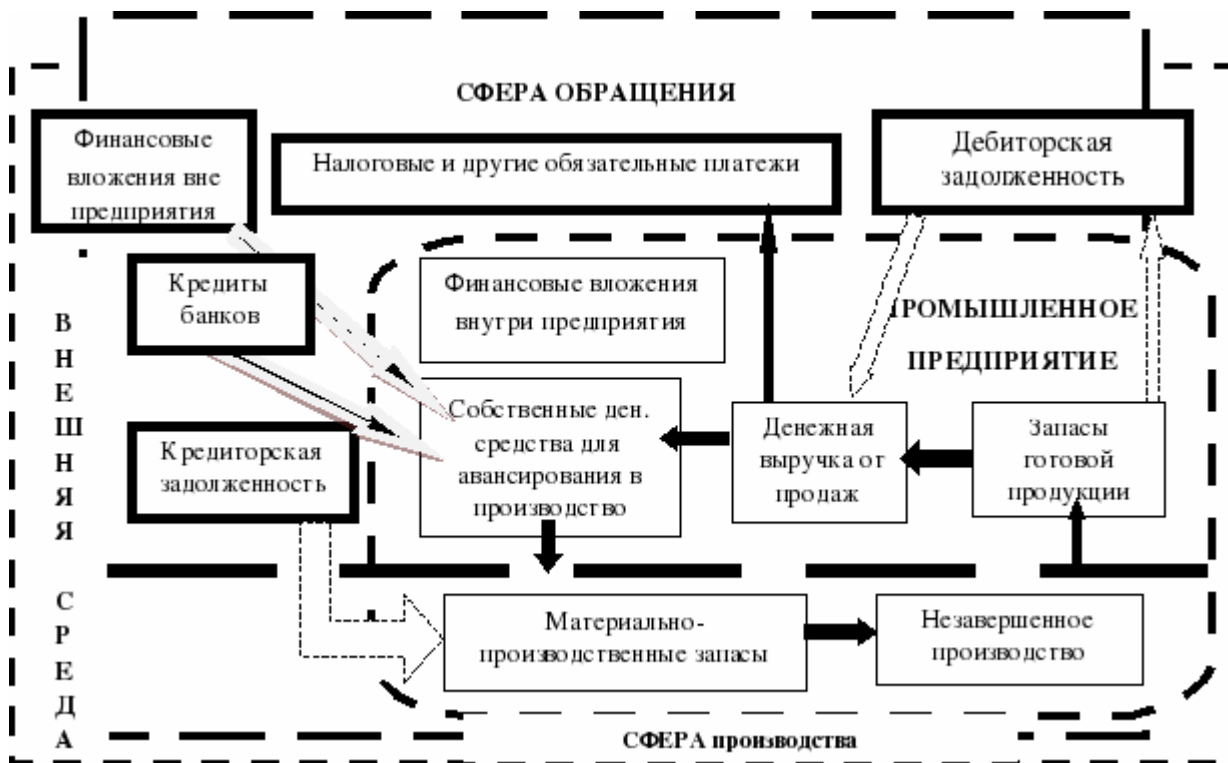 СФЕРА ОБРАЩЕНИЯ
Финансовые
вложения вне
предприятия
Налоговые и другие обязательные платежи
Дебиторская
задолженность
Кредиты
банков
Финансовые вложения
внутри предприятия
РОМЫШЛЕННОЕ
ПРЕДПРИЯТИЕ
Кредиторская
задолженность
Собственные ден.
средства для
авансирования в
производство
Денежная
выручка от
продаж
Запасы
готовой
продукции
Материально-
производственные запасы
Незавершенное
производство
В
Н
Е
Ш
Н
Я
Я
С
Р
Е
Д
А
СФЕРА производства